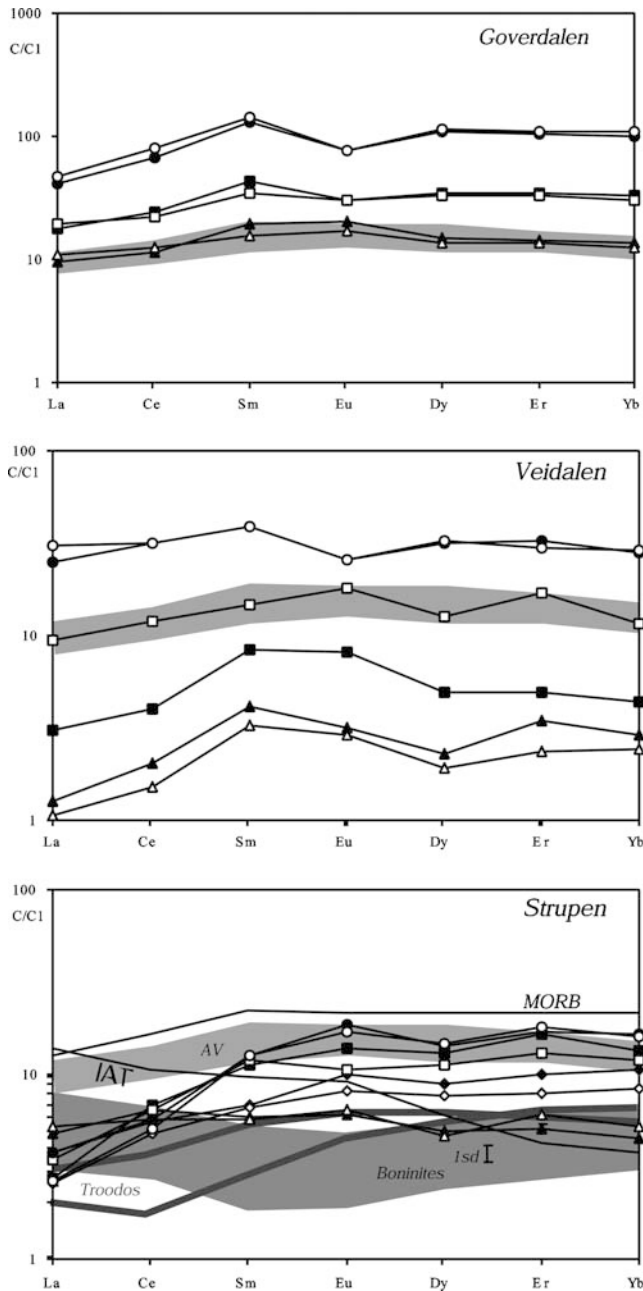 1000
C/C1
Goverdalen
100
10
1
La Ce Sm Eu Dy Er Yb
100
C/C1
Veidalen
10
1
La Ce Sm Eu Dy Er Yb
100
C/C1
Strupen
MORB
AV
IAT
10
1sd
Boninites
Troodos
1
La Ce Sm Eu Dy Er Yb